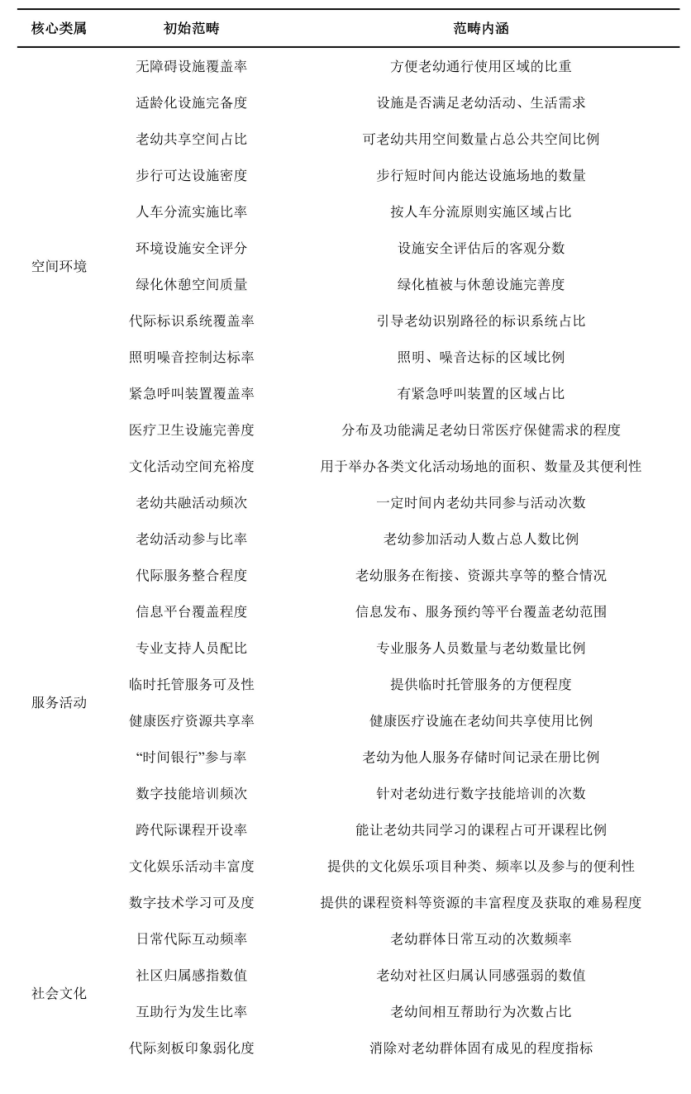 核心类属 初始范畴 范畴内涵
无障碍设施覆盖率 方便老幼通行使用区域的比重
适龄化设施完备度 设施是否满足老幼活动、生活需求
老幼共享空间占比 可老幼共用空间数量占总公共空间比例
步行可达设施密度 步行短时间内能达设施场地的数量
人车分流实施比率 按人车分流原则实施区域占比
环境设施安全评分 设施安全评估后的客观分数
空间环境
绿化休憩空间质量 绿化植被与休憩设施完善度
代际标识系统覆盖率 引导老幼识别路径的标识系统占比
照明噪音控制达标率 照明、噪音达标的区域比例
紧急呼叫装置覆盖率 有紧急呼叫装置的区域占比
医疗卫生设施完善度 分布及功能满足老幼日常医疗保健需求的程度
文化活动空间充裕度 用于举办各类文化活动场地的面积、数量及其便利性
老幼共融活动频次 一定时间内老幼共同参与活动次数
老幼活动参与比率 老幼参加活动人数占总人数比例
代际服务整合程度 老幼服务在衔接、资源共享等的整合情况
信息平台覆盖程度 信息发布、服务预约等平台覆盖老幼范围
专业支持人员配比 专业服务人员数量与老幼数量比例
临时托管服务可及性 提供临时托管服务的方便程度
服务活动
健康医疗资源共享率 健康医疗设施在老幼间共享使用比例
“时间银行”参与率 老幼为他人服务存储时间记录在册比例
数字技能培训频次 针对老幼进行数字技能培训的次数
跨代际课程开设率 能让老幼共同学习的课程占可开课程比例
文化娱乐活动丰富度 提供的文化娱乐项目种类、频率以及参与的便利性
数字技术学习可及度 提供的课程资料等资源的丰富程度及获取的难易程度
日常代际互动频率 老幼群体日常互动的次数频率
社区归属感指数值 老幼对社区归属认同感强弱的数值
社会文化
互助行为发生比率 老幼间相互帮助行为次数占比
代际刻板印象弱化度 消除对老幼群体固有成见的程度指标